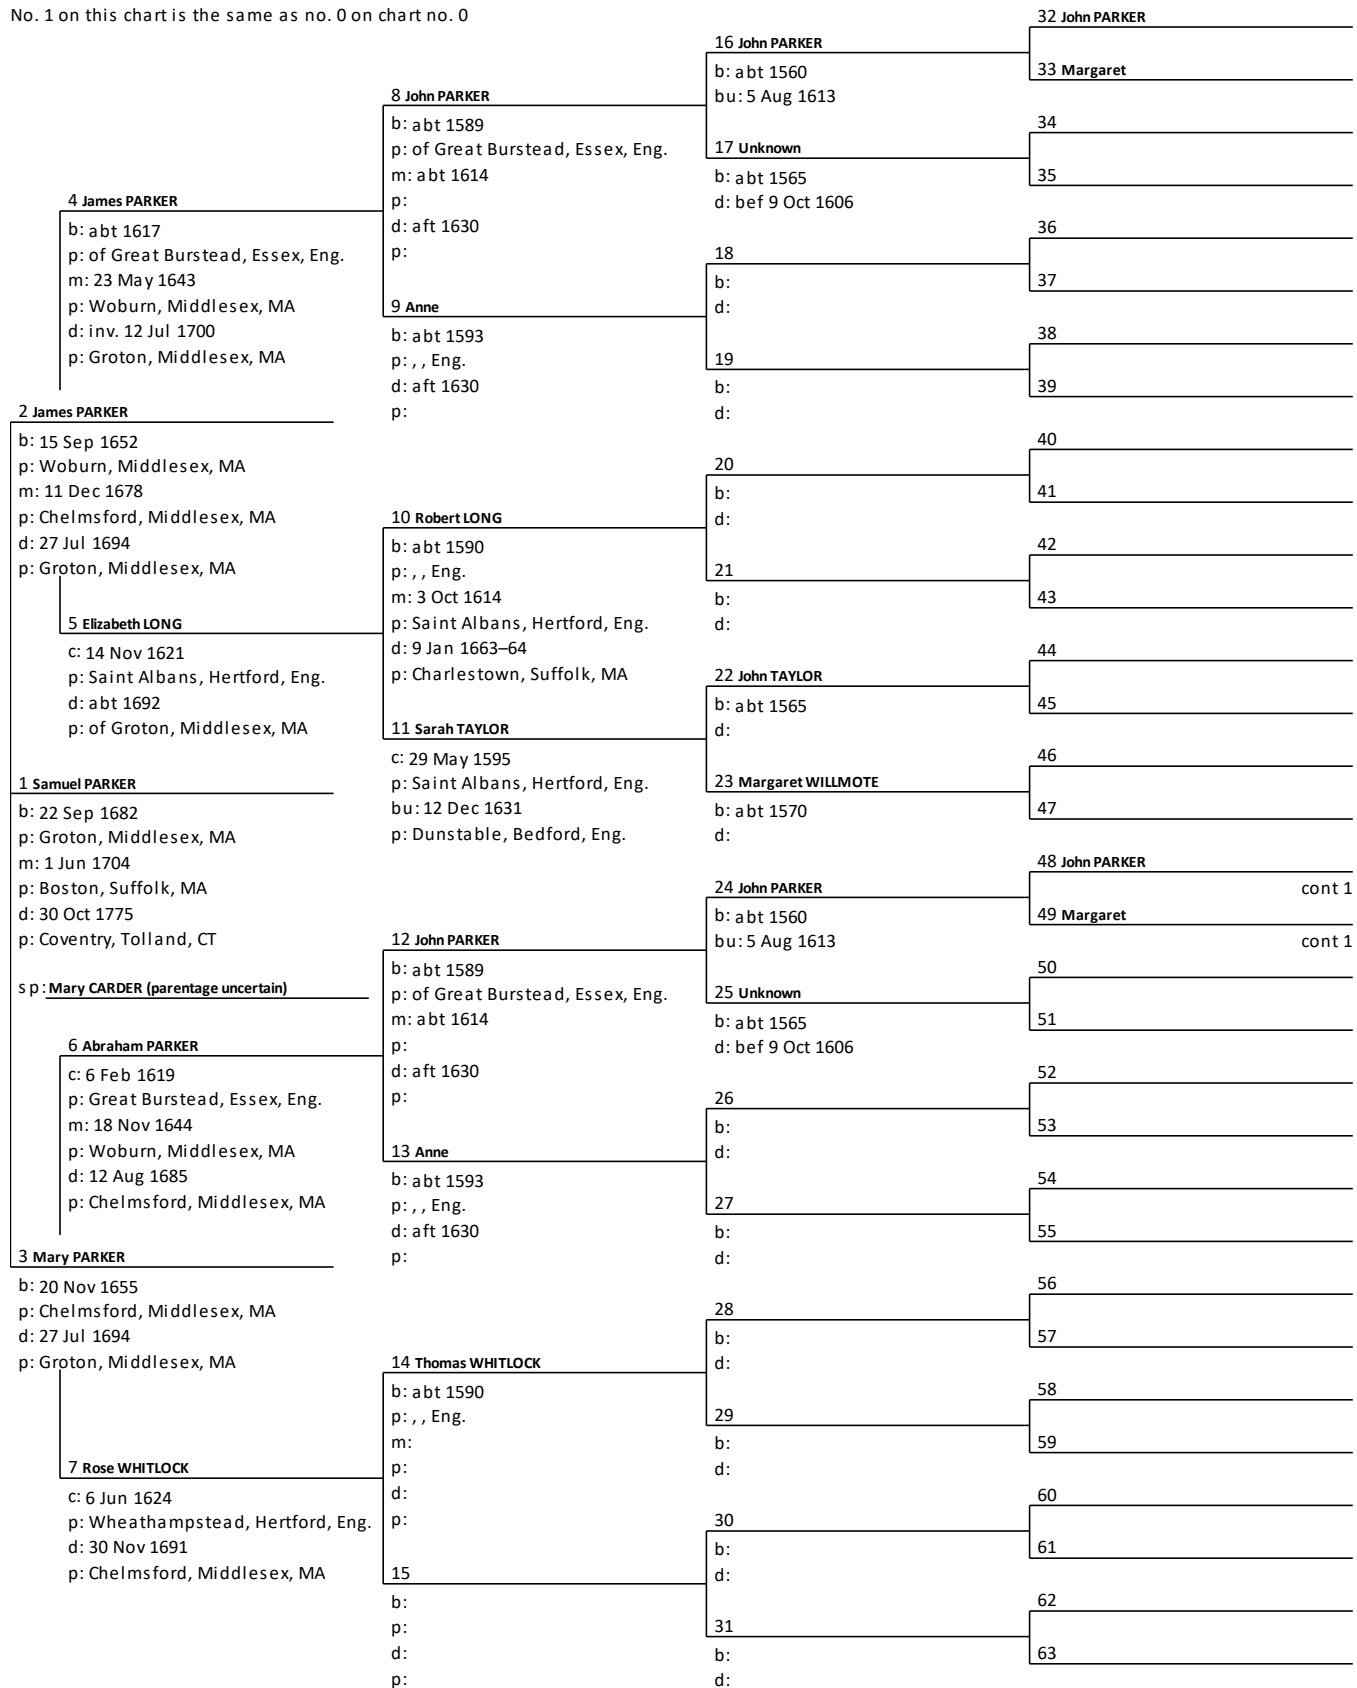 No. 1 on this chart is the same as no. 0 on chart no. 0
4 James PARKER
b: abt 1617
p: of Great Burstead, Essex, Eng.
m: 23 May 1643
p: Woburn, Middlesex, MA
d: inv. 12 Jul 1700
p: Groton, Middlesex, MA
2 James PARKER
b: 15 Sep 1652
p: Woburn, Middlesex, MA
m: 11 Dec 1678
p: Chelmsford, Middlesex, MA
d: 27 Jul 1694
p: Groton, Middlesex, MA
5 Elizabeth LONG
c: 14 Nov 1621
p: Saint Albans, Hertford, Eng.
d: abt 1692
p: of Groton, Middlesex, MA
1 Samuel PARKER
b: 22 Sep 1682
p: Groton, Middlesex, MA
m: 1 Jun 1704
p: Boston, Suffolk, MA
d: 30 Oct 1775
p: Coventry, Tolland, CT
sp: Mary CARDER (parentage uncertain)
6 Abraham PARKER
c: 6 Feb 1619
p: Great Burstead, Essex, Eng.
m: 18 Nov 1644
p: Woburn, Middlesex, MA
d: 12 Aug 1685
p: Chelmsford, Middlesex, MA
3 Mary PARKER
b: 20 Nov 1655
p: Chelmsford, Middlesex, MA
d: 27 Jul 1694
p: Groton, Middlesex, MA
7 Rose WHITLOCK
c: 6 Jun 1624
p: Wheathampstead, Hertford, Eng.
d: 30 Nov 1691
p: Chelmsford, Middlesex, MA
8 John PARKER
b: abt 1589
p: of Great Burstead, Essex, Eng.
m: abt 1614
p:
d: aft 1630
p:
9 Anne
b: abt 1593
p: , , Eng.
d: aft 1630
p:
10 Robert LONG
b: abt 1590
p: , , Eng.
m: 3 Oct 1614
p: Saint Albans, Hertford, Eng.
d: 9 Jan 1663–64
p: Charlestown, Suffolk, MA
11 Sarah TAYLOR
c: 29 May 1595
p: Saint Albans, Hertford, Eng.
bu: 12 Dec 1631
p: Dunstable, Bedford, Eng.
12 John PARKER
b: abt 1589
p: of Great Burstead, Essex, Eng.
m: abt 1614
p:
d: aft 1630
p:
13 Anne
b: abt 1593
p: , , Eng.
d: aft 1630
p:
14 Thomas WHITLOCK
b: abt 1590
p: , , Eng.
m:
p:
d:
p:
15
b:
p:
d:
p:
16 John PARKER
b: abt 1560
bu: 5 Aug 1613
17 Unknown
b: abt 1565
d: bef 9 Oct 1606
18
b:
d:
19
b:
d:
20
b:
d:
21
b:
d:
22 John TAYLOR
b: abt 1565
d:
23 Margaret WILLMOTE
b: abt 1570
d:
24 John PARKER
b: abt 1560
bu: 5 Aug 1613
25 Unknown
b: abt 1565
d: bef 9 Oct 1606
26
b:
d:
27
b:
d:
28
b:
d:
29
b:
d:
30
b:
d:
31
b:
d:
32 John PARKER
33 Margaret
34
35
36
37
38
39
40
41
42
43
44
45
46
47
48 John PARKER
cont 1
49 Margaret
cont 1
50
51
52
53
54
55
56
57
58
59
60
61
62
63